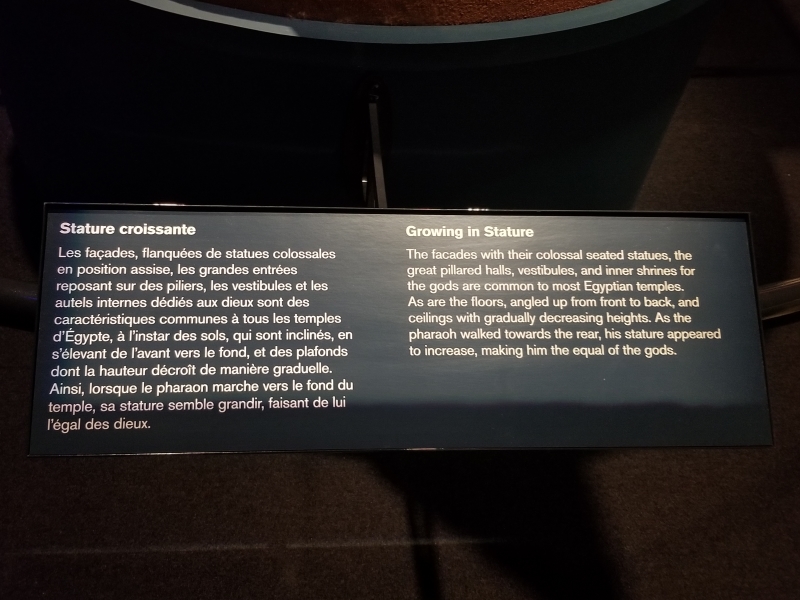 Stature croissante
Les façades, flanquées de statues colossales
en position assise, les grandes entrées
reposant sur des piliers, les vestibules et les
autels internes dédiés aux dieux sont des
caractéristiques communes à tous les temples
d'Égypte, à l'instar des sols, qui sont inclinés, en
s'élevant de l'avant vers le fond, et des plafonds
dont la hauteur décroît de manière graduelle.
Ainsi, lorsque le pharaon marche vers le fond du
temple, sa stature semble grandir, faisant de lui
l'égal des dieux.
Growing in Stature
The facades with their colossal seated statues, the
great pillared halls, vestibules, and inner shrines for
the gods are common to most Egyptian temples.
As are the floors, angled up from front to back, and
ceilings with gradually decreasing heights. As the
pharaoh walked towards the rear, his stature appeared
to increase, making him the equal of the gods.